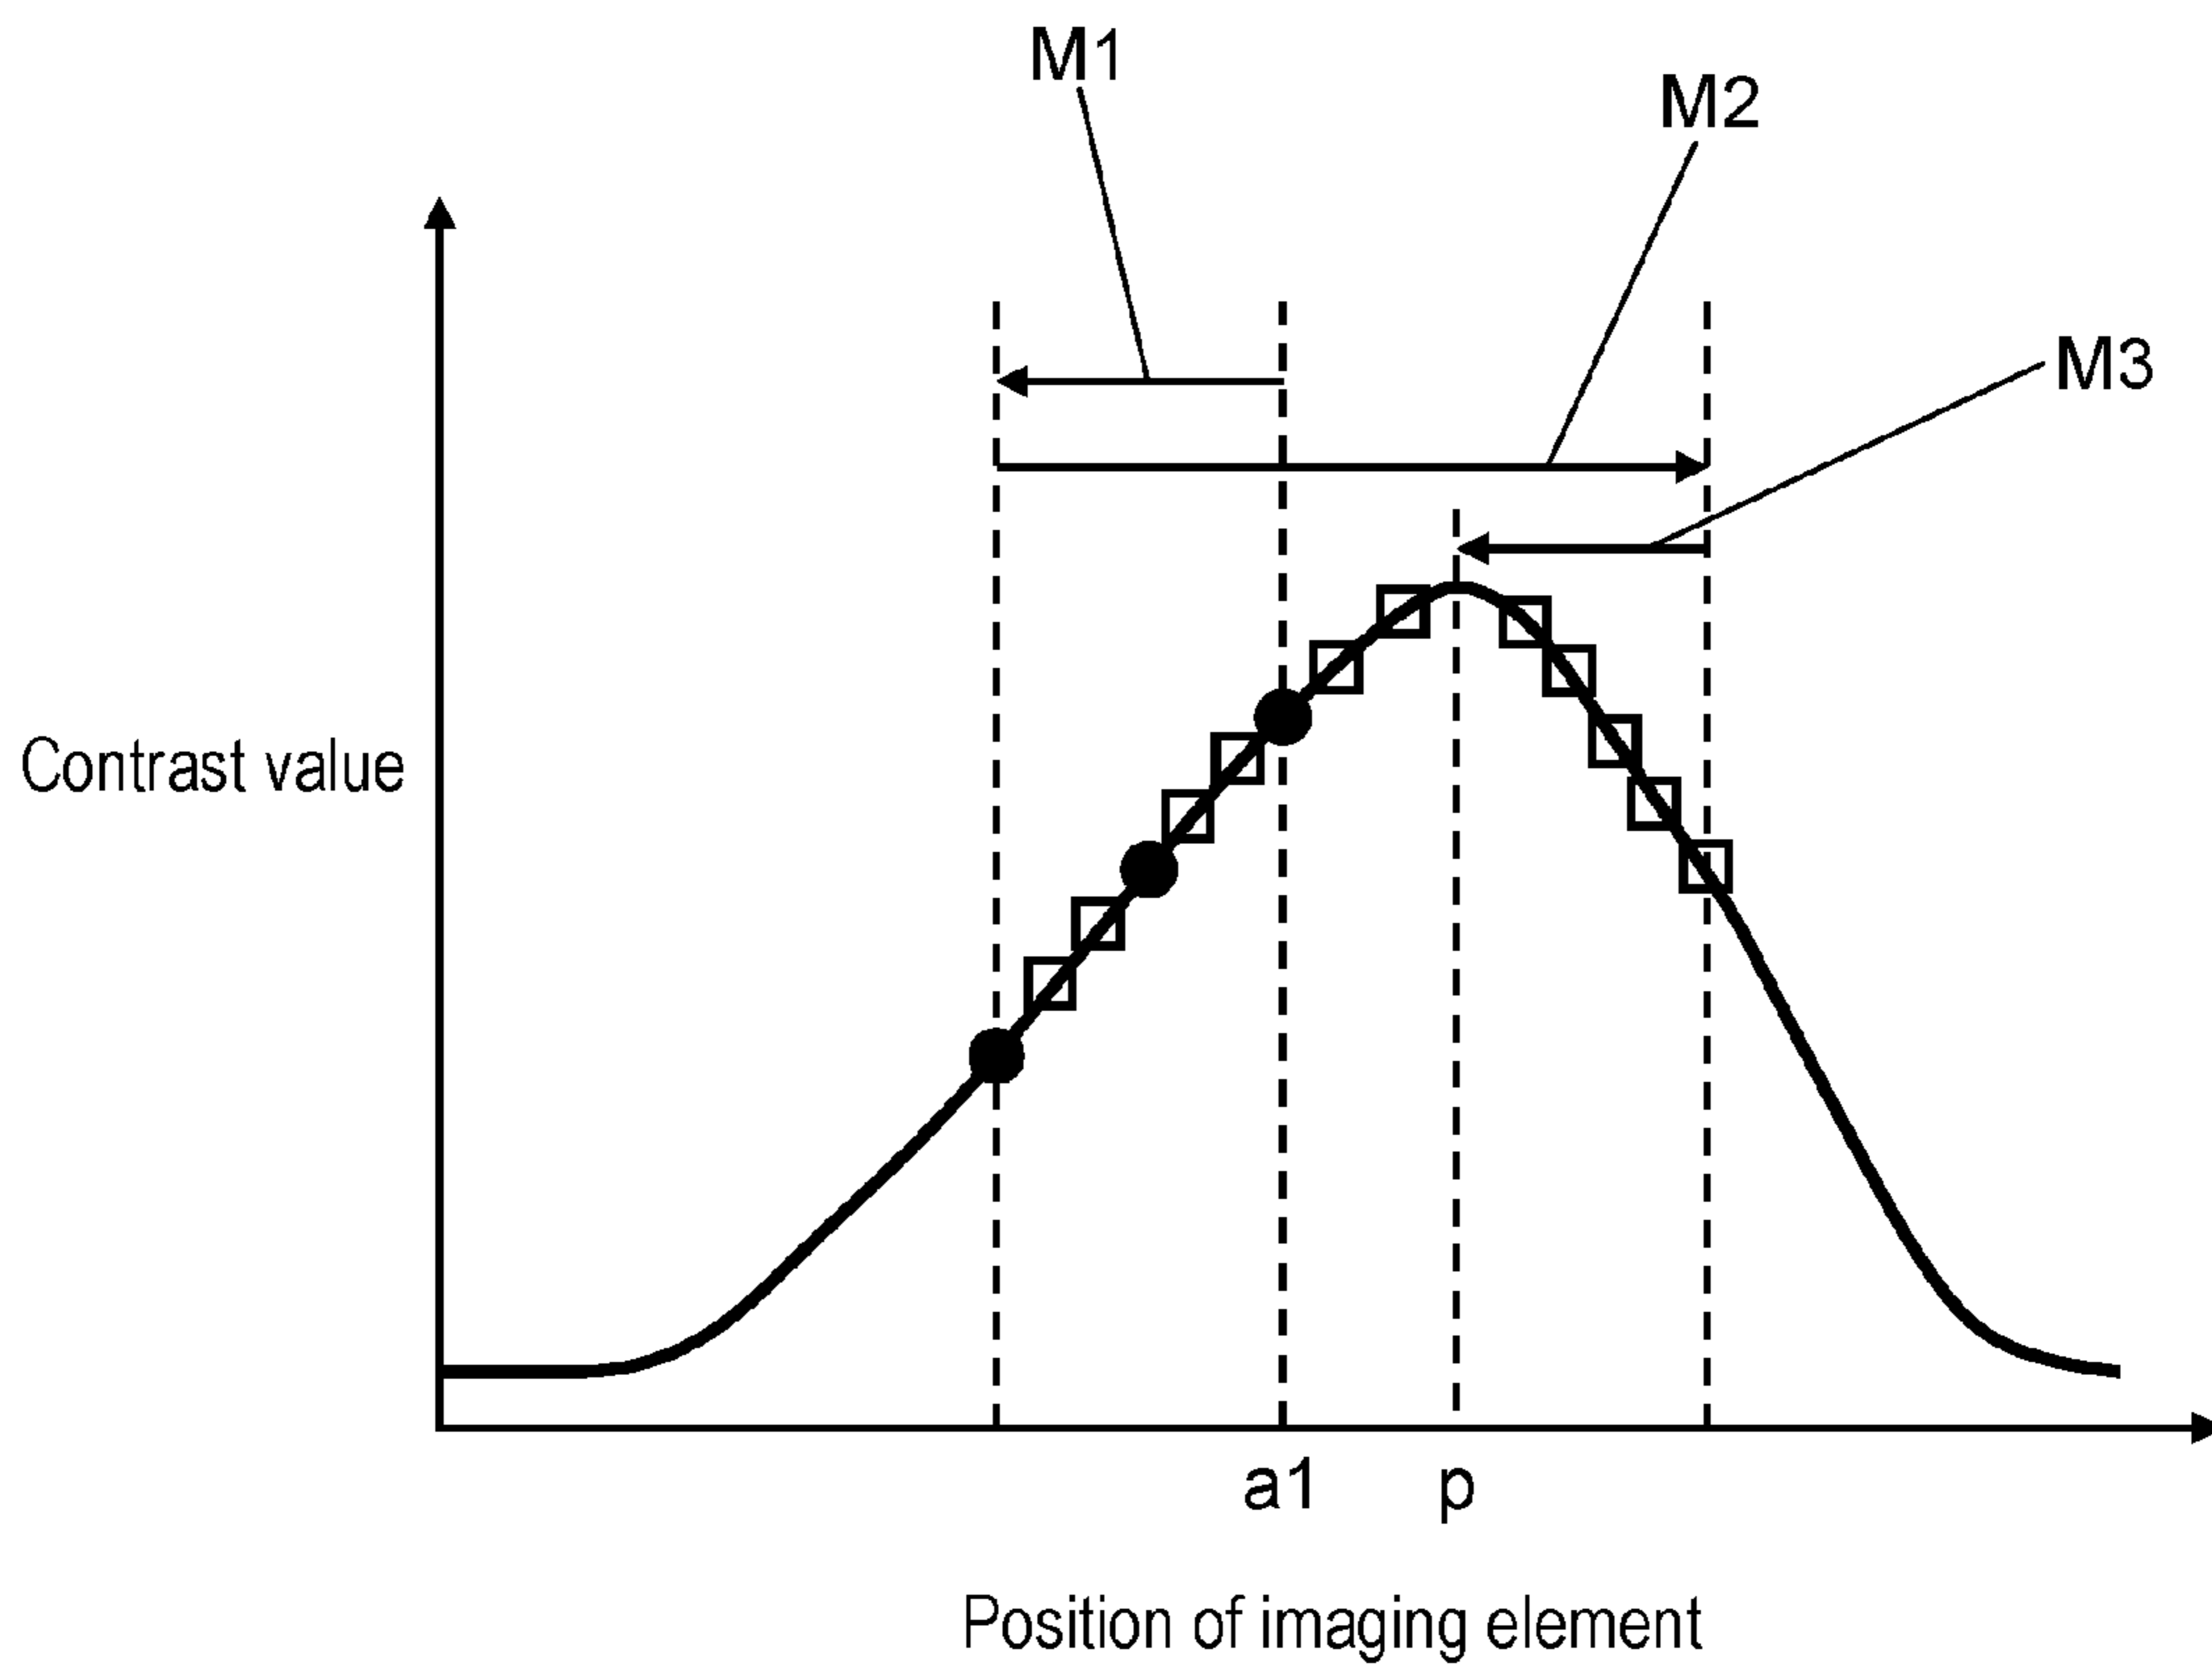 M1
M2
M3
Contrast value
a1
p
Position of imaging element